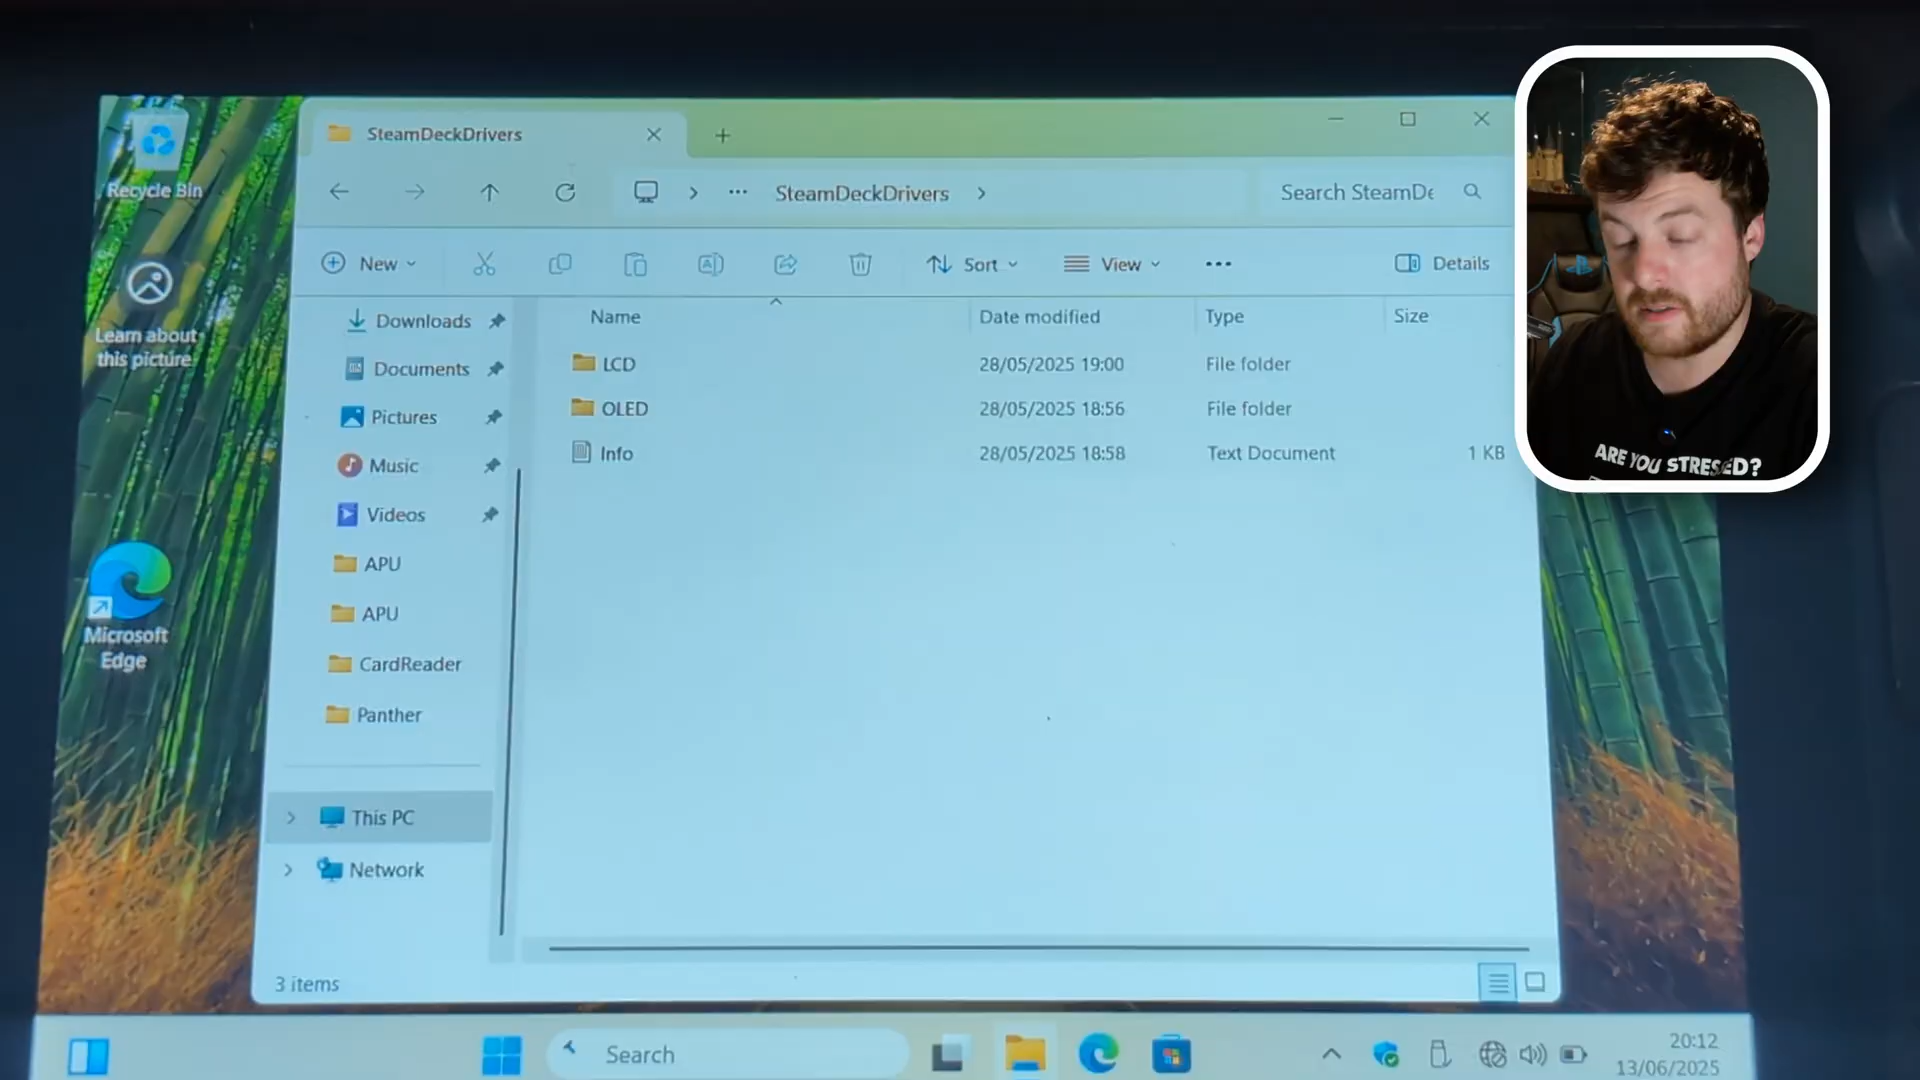 Recycle Bin
Learn about
this picture
Microsoft
Edge
SteamDeckDrivers
SteamDeckDrivers
Search SteamDe
New
Sort
View
Details
Downloads
Documents
Pictures
Music
Videos
APU
APU
CardReader
Panther
This PC
Network
Name Date modified Type Size
LCD 28/05/2025 19:00 File folder
OLED 28/05/2025 18:56 File folder
Info 28/05/2025 18:58 Text Document 1 KB
3 items
Search
20:12
13/06/2025
ARE YOU STRESSED?